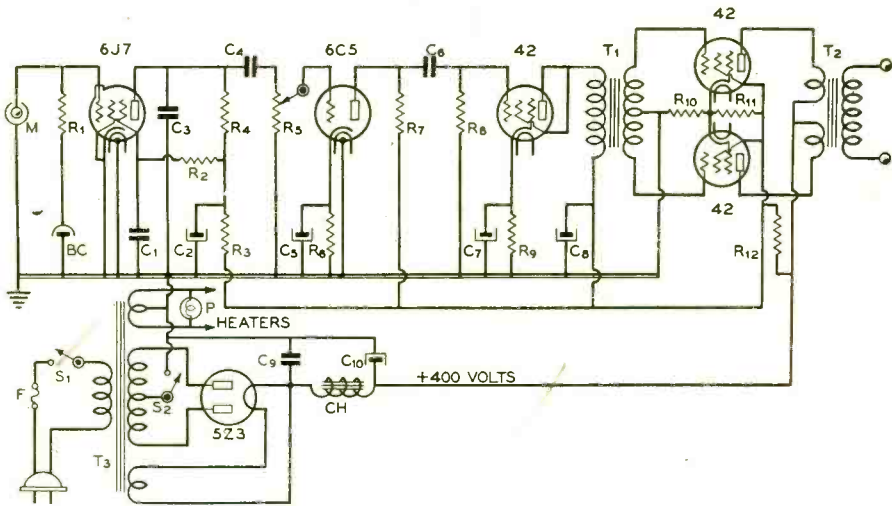 6J7
C4
6C5
C6
42
T1
42
T2
M
R1
C3
R4
R5
R7
R8
R10
R11
R2
BC
C1
C2
R3
C5
R6
C7
R9
C8
42
R12
P
HEATERS
S1
F
S2
C9
C10
+400 VOLTS
CH
5Z3
T3